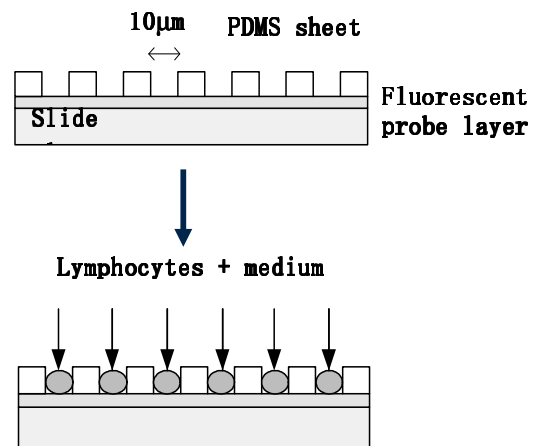 10μm
PDMS sheet
Slide
Fluorescent
probe layer
Lymphocytes + medium